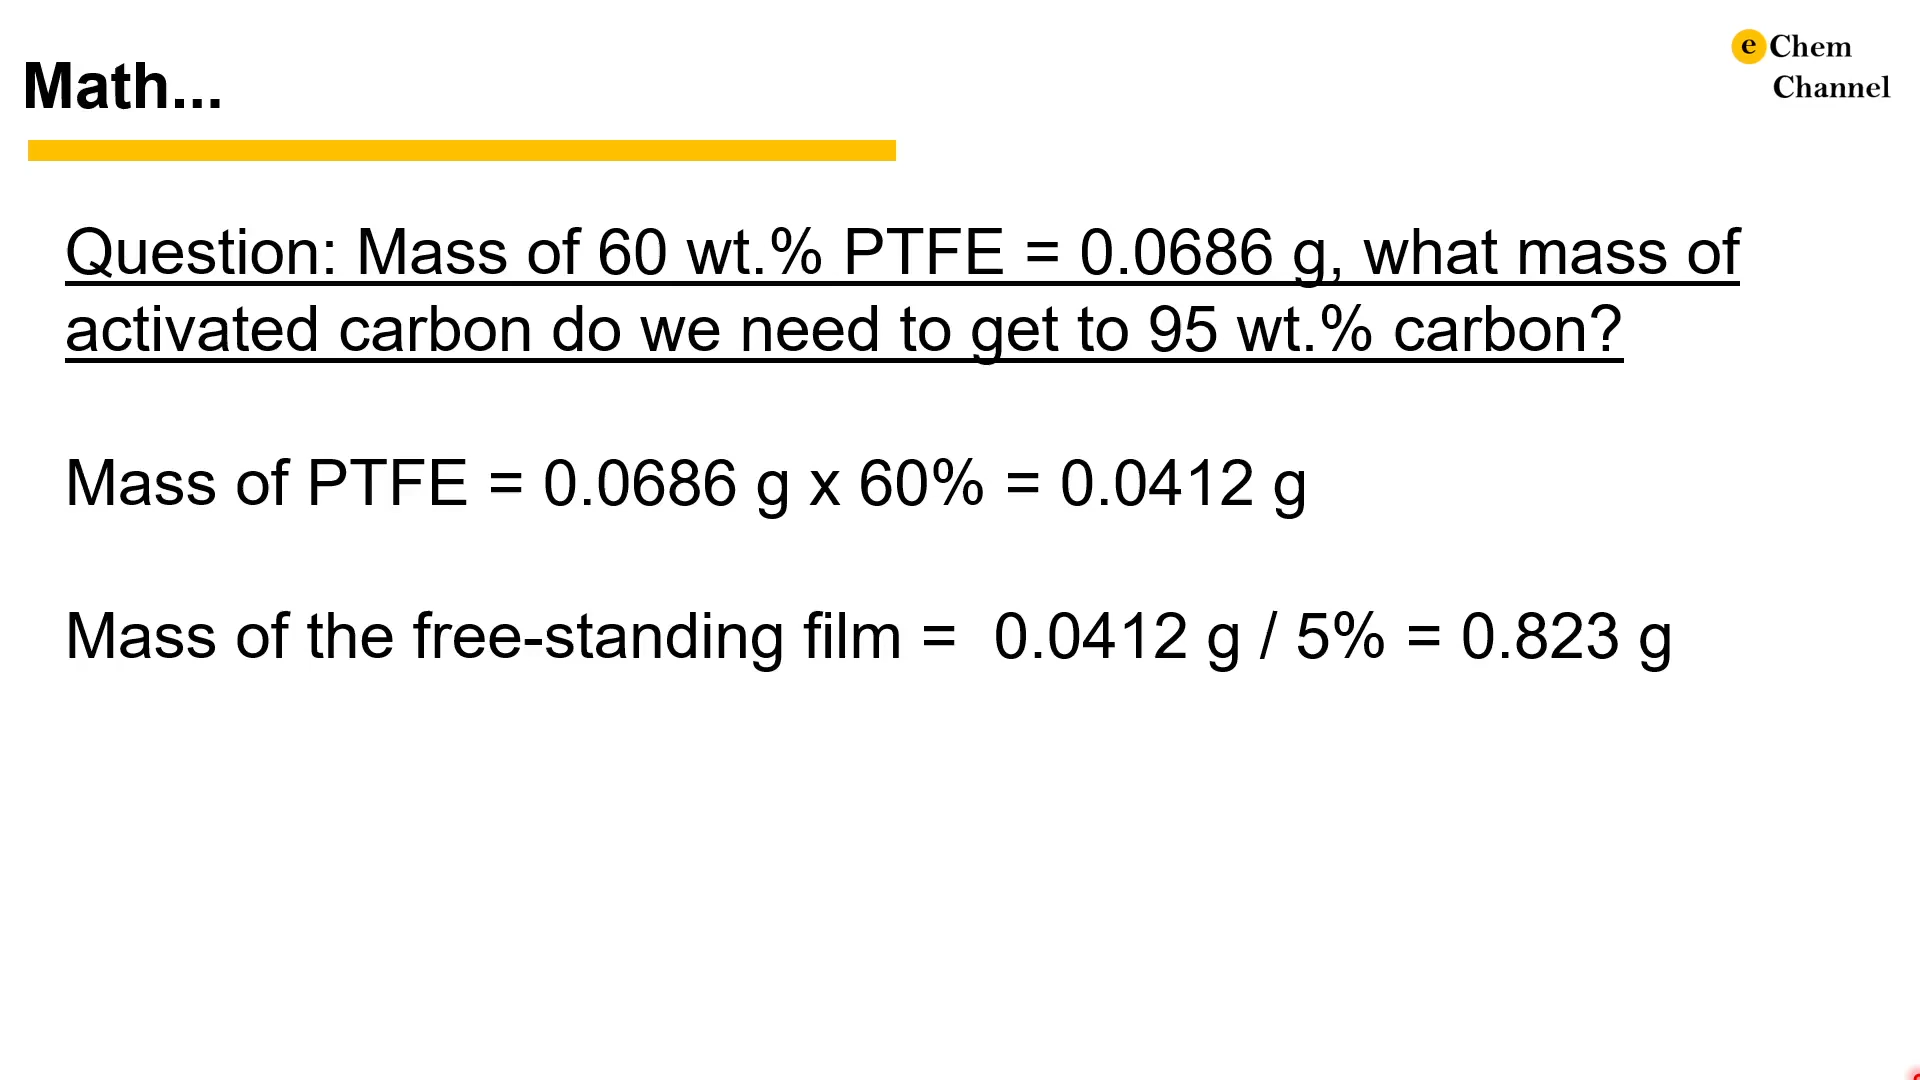 Math...
e Chem
Channel
Question: Mass of 60 wt.% PTFE = 0.0686 g, what mass of
activated carbon do we need to get to 95 wt.% carbon?
Mass of PTFE = 0.0686 g x 60% = 0.0412 g
Mass of the free-standing film =  0.0412 g / 5% = 0.823 g